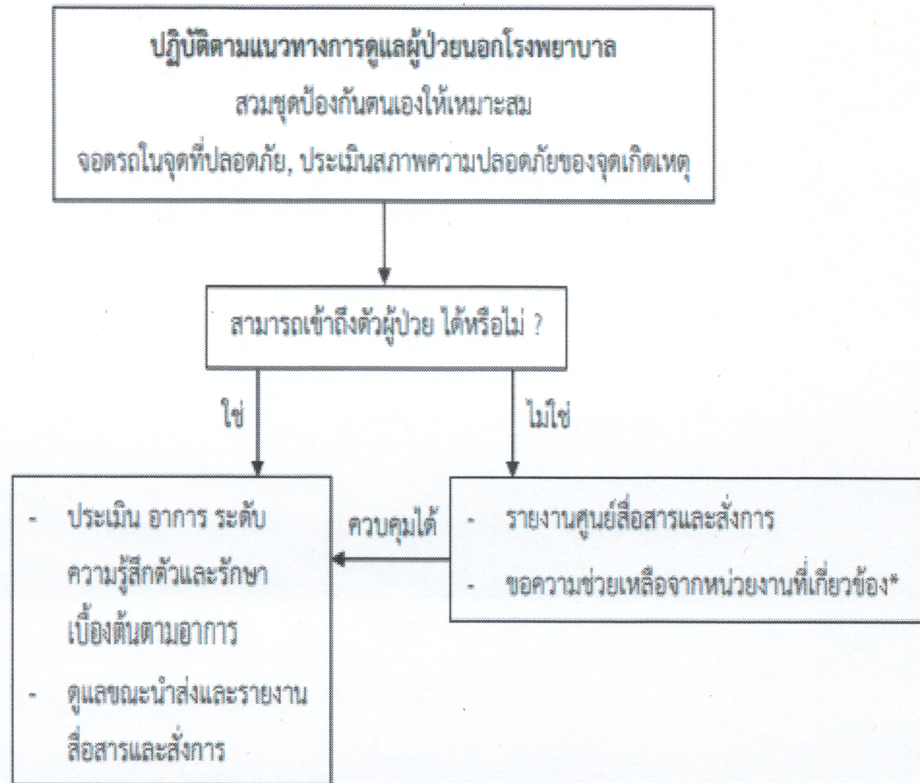 ปฏิบัติตามแนวทางการดูแลผู้ป่วยนอกโรงพยาบาล
สวมชุดป้องกันตนเองให้เหมาะสม
จอดรถในจุดที่ปลอดภัย, ประเมินสภาพความปลอดภัยของจุดเกิดเหตุ
สามารถเข้าถึงตัวผู้ป่วย ได้หรือไม่ ?
ใช่
ไม่ใช่
- ประเมิน อาการ ระดับ
ความรู้สึกตัวและรักษา
เบื้องต้นตามอาการ
- ดูแลขณะนำส่งและรายงาน
สื่อสารและสั่งการ
ควบคุมได้
- รายงานศูนย์สื่อสารและสั่งการ
- ขอความช่วยเหลือจากหน่วยงานที่เกี่ยวข้อง*